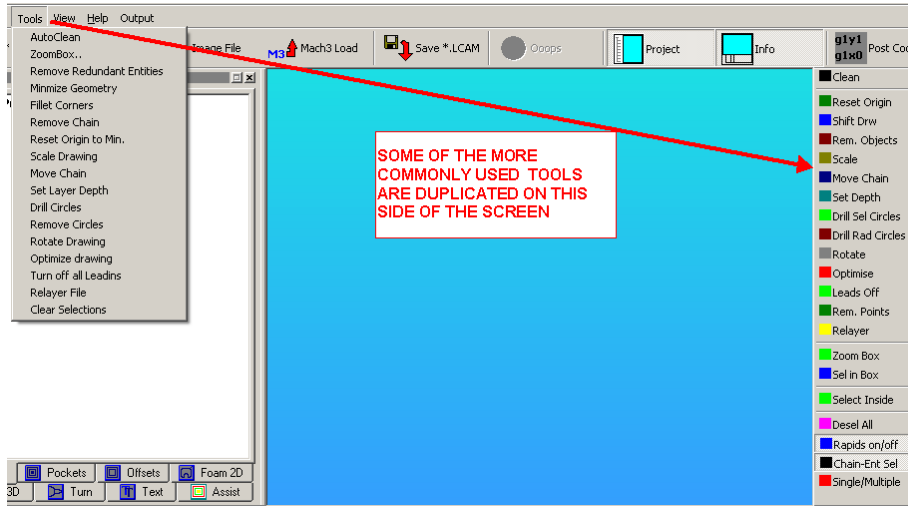 Tools View Help Output
AutoClean
ZoomBox..
Remove Redundant Entities
Minmize Geometry
Fillet Corners
Remove Chain
Reset Origin to Min.
Scale Drawing
Move Chain
Set Layer Depth
Drill Circles
Remove Circles
Rotate Drawing
Optimize drawing
Turn off all Leadins
Relayer File
Clear Selections
Image File
M3 Mach3 Load
Save *.LCAM
Ooops
Project
Info
g1y1
g1x0
Post
SOME OF THE MORE
COMMONLY USED TOOLS
ARE DUPLICATED ON THIS
SIDE OF THE SCREEN
Clean
Reset Origin
Shift Drw
Rem. Objects
Scale
Move Chain
Set Depth
Drill Sel Circles
Drill Rad Circles
Rotate
Optimise
Leads Off
Rem. Points
Relayer
Zoom Box
Sel in Box
Select Inside
Desel All
Rapids on/off
Chain-Ent Sel
Single/Multiple
Pockets Offsets Foam 2D
3D Turn Text Assist